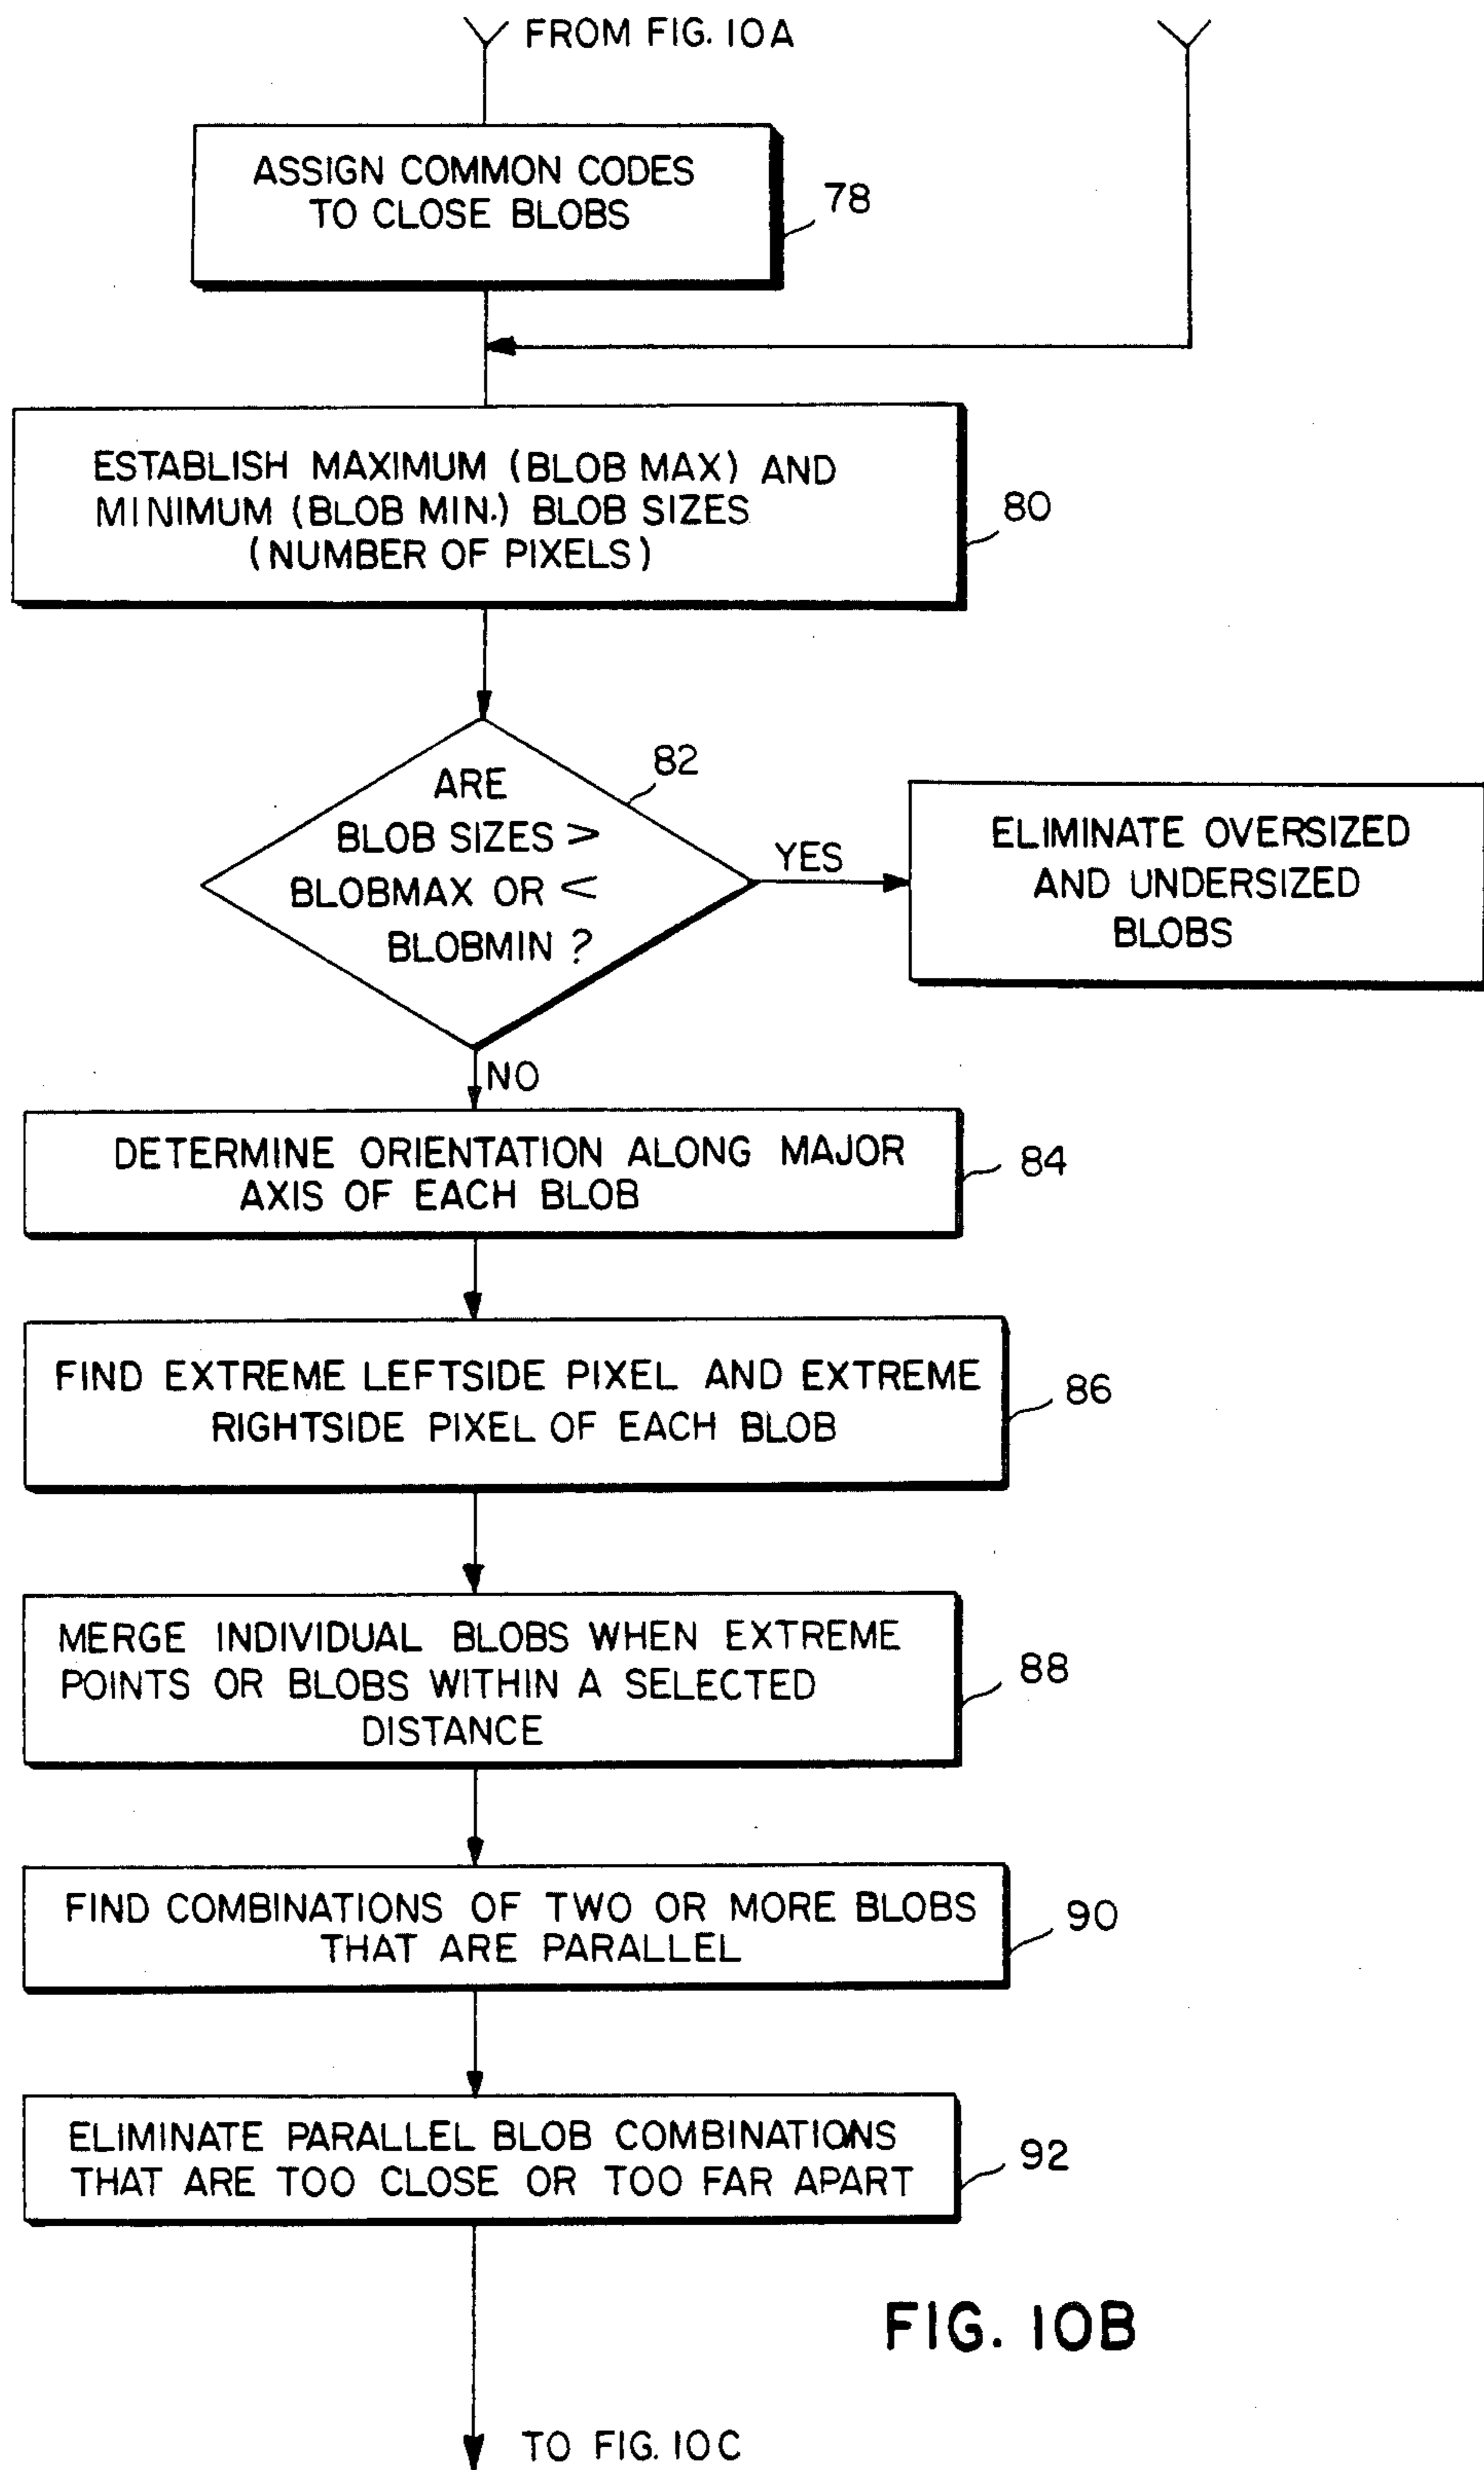 FROM FIG. 10A
ASSIGN COMMON CODES
TO CLOSE BLOBS
78
ESTABLISH MAXIMUM (BLOB MAX) AND
MINIMUM (BLOB MIN.) BLOB SIZES
(NUMBER OF PIXELS)
80
82
ARE
BLOB SIZES >
BLOBMAX OR <
BLOBMIN ?
YES
ELIMINATE OVERSIZED
AND UNDERSIZED
BLOBS
NO
DETERMINE ORIENTATION ALONG MAJOR
AXIS OF EACH BLOB
84
FIND EXTREME LEFTSIDE PIXEL AND EXTREME
RIGHTSIDE PIXEL OF EACH BLOB
86
MERGE INDIVIDUAL BLOBS WHEN EXTREME
POINTS OR BLOBS WITHIN A SELECTED
DISTANCE
88
FIND COMBINATIONS OF TWO OR MORE BLOBS
THAT ARE PARALLEL
90
ELIMINATE PARALLEL BLOB COMBINATIONS
THAT ARE TOO CLOSE OR TOO FAR APART
92
FIG. 10B
TO FIG. 10C